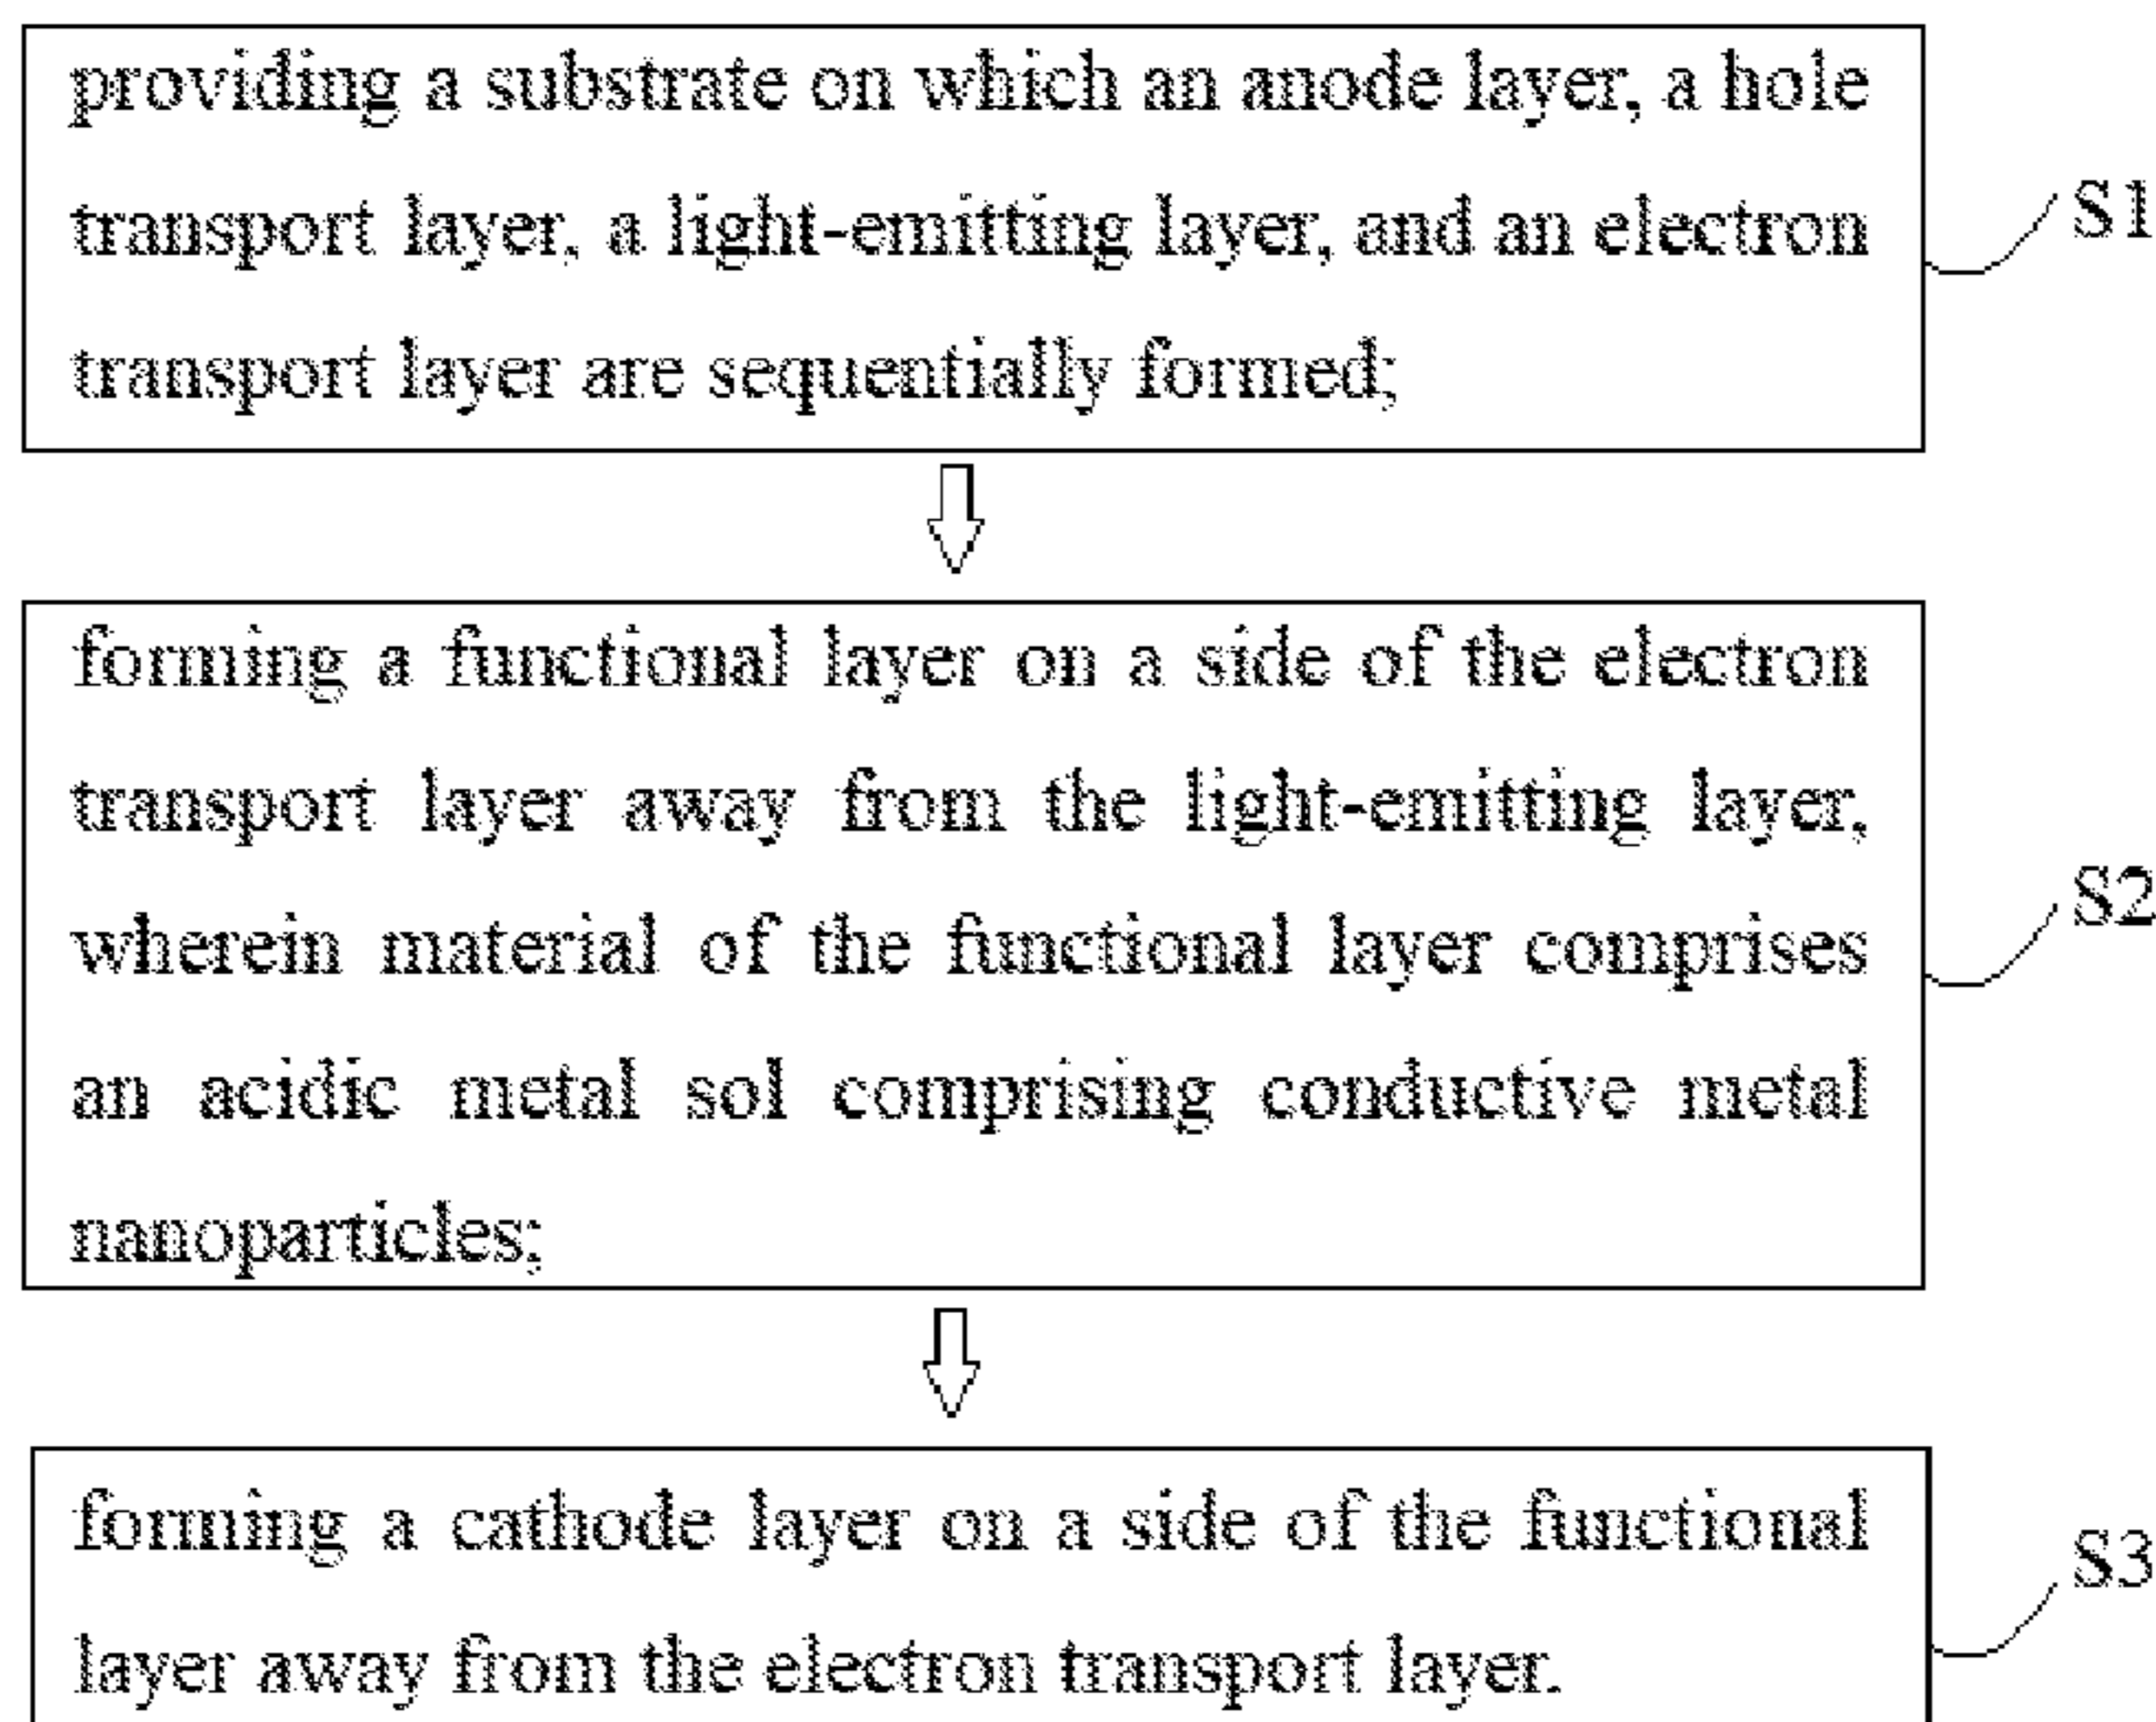 providing a substrate on which an anode layer, a hole
transport layer, a light-emitting layer, and an electron
transport layer are sequentially formed;
S1
forming a functional layer on a side of the electron
transport layer away from the light-emitting layer,
wherein material of the functional layer comprises
an acidic metal sol comprising conductive metal
nanoparticles;
S2
forming a cathode layer on a side of the functional
layer away from the electron transport layer.
S3